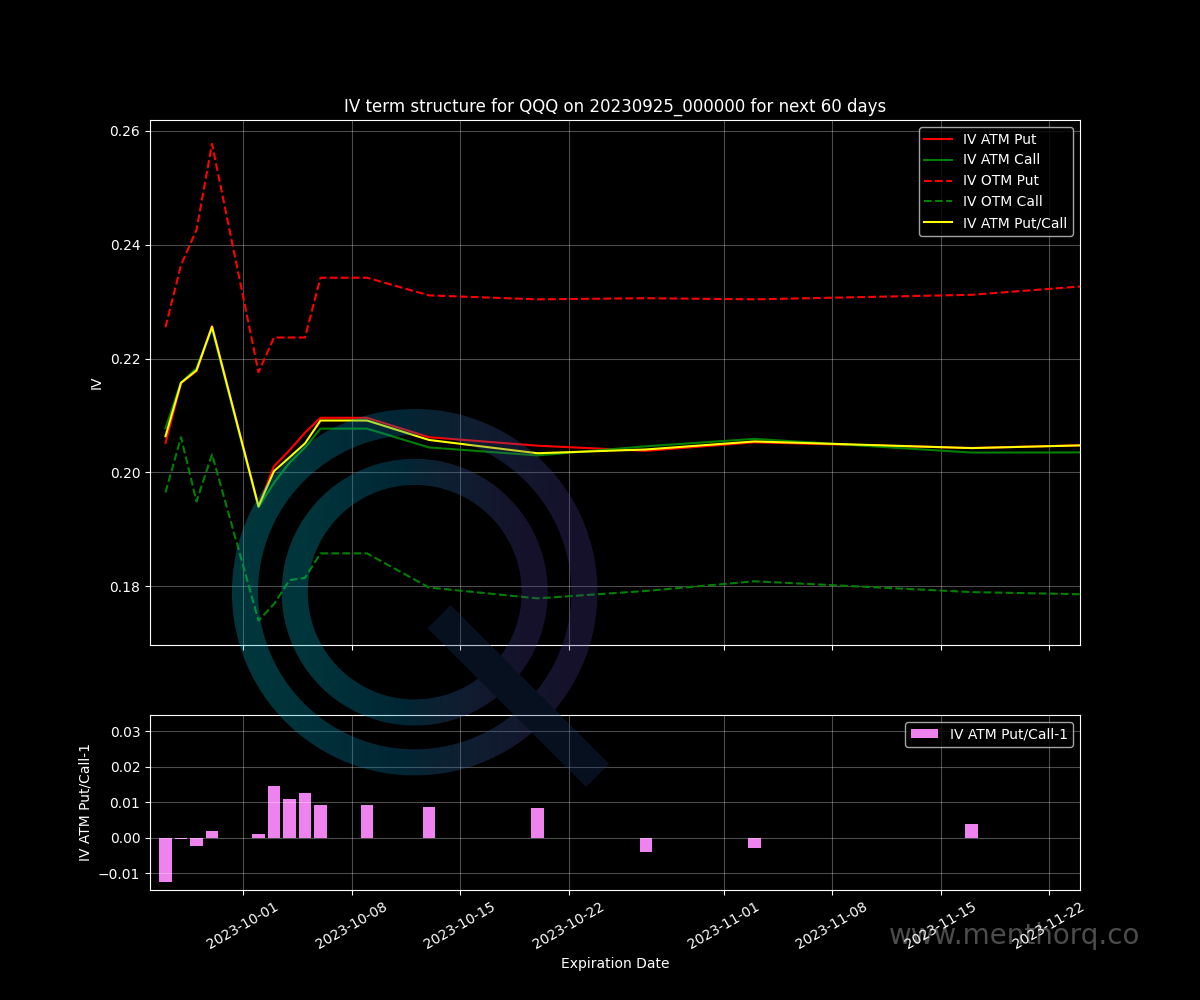 IV term structure for QQQ on 20230925_000000 for next 60 days
0.26
0.24
0.22
0.20
0.18
IV
IV ATM Put
IV ATM Call
IV OTM Put
IV OTM Call
IV ATM Put/Call
0.03
0.02
0.01
0.00
−0.01
IV ATM Put/Call-1
IV ATM Put/Call-1
2023-10-01
2023-10-08
2023-10-15
2023-10-22
2023-11-01
2023-11-08
2023-11-15
2023-11-22
www.menthorq.co
Expiration Date